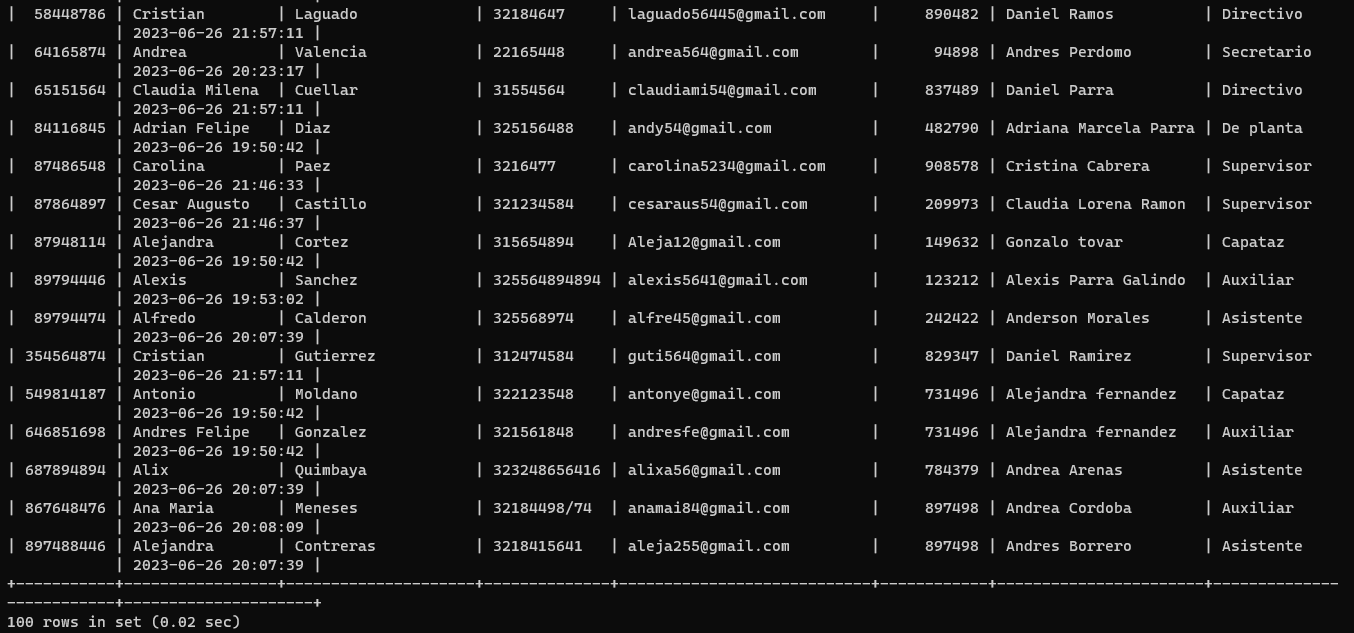 |  58448786 | Cristian        | Laguado             | 32184647     | laguado56445@gmail.com     |     890482 | Daniel Ramos          | Directivo
            | 2023-06-26 21:57:11 |
|  64165874 | Andrea          | Valencia            | 22165448     | andrea564@gmail.com        |      94898 | Andres Perdomo        | Secretario
            | 2023-06-26 20:23:17 |
|  65151564 | Claudia Milena  | Cuellar             | 31554564     | claudiami54@gmail.com      |     837489 | Daniel Parra          | Directivo
            | 2023-06-26 21:57:11 |
|  84116845 | Adrian Felipe   | Diaz                | 325156488    | andy54@gmail.com           |     482790 | Adriana Marcela Parra | De planta
            | 2023-06-26 19:50:42 |
|  87486548 | Carolina        | Paez                | 3216477      | carolina5234@gmail.com     |     908578 | Cristina Cabrera      | Supervisor
            | 2023-06-26 21:46:33 |
|  87864897 | Cesar Augusto   | Castillo            | 321234584    | cesaraus54@gmail.com       |     209973 | Claudia Lorena Ramon  | Supervisor
            | 2023-06-26 21:46:37 |
|  87948114 | Alejandra       | Cortez              | 315654894    | Aleja12@gmail.com          |     149632 | Gonzalo tovar         | Capataz
            | 2023-06-26 19:50:42 |
|  89794446 | Alexis          | Sanchez             | 325564894894 | alexis5641@gmail.com       |     123212 | Alexis Parra Galindo  | Auxiliar
            | 2023-06-26 19:53:02 |
|  89794474 | Alfredo         | Calderon            | 325568974    | alfre45@gmail.com          |     242422 | Anderson Morales      | Asistente
            | 2023-06-26 20:07:39 |
| 354564874 | Cristian        | Gutierrez           | 312474584    | guti564@gmail.com          |     829347 | Daniel Ramirez        | Supervisor
            | 2023-06-26 21:57:11 |
| 549814187 | Antonio         | Moldano             | 322123548    | antonye@gmail.com          |     731496 | Alejandra fernandez   | Capataz
            | 2023-06-26 19:50:42 |
| 646851698 | Andres Felipe   | Gonzalez            | 321561848    | andresfe@gmail.com         |     731496 | Alejandra fernandez   | Auxiliar
            | 2023-06-26 19:50:42 |
| 687894894 | Alix            | Quimbaya            | 323248656416 | alixa56@gmail.com          |     784379 | Andrea Arenas         | Asistente
            | 2023-06-26 20:07:39 |
| 867648476 | Ana Maria       | Meneses             | 32184498/74  | anamai84@gmail.com         |     897498 | Andrea Cordoba        | Auxiliar
            | 2023-06-26 20:08:09 |
| 897488446 | Alejandra       | Contreras           | 3218415641   | aleja255@gmail.com         |     897498 | Andres Borrero        | Asistente
            | 2023-06-26 20:07:39 |
+-----------+-----------------+---------------------+--------------+----------------------------+------------+-----------------------+--------------
------------+---------------------+
100 rows in set (0.02 sec)